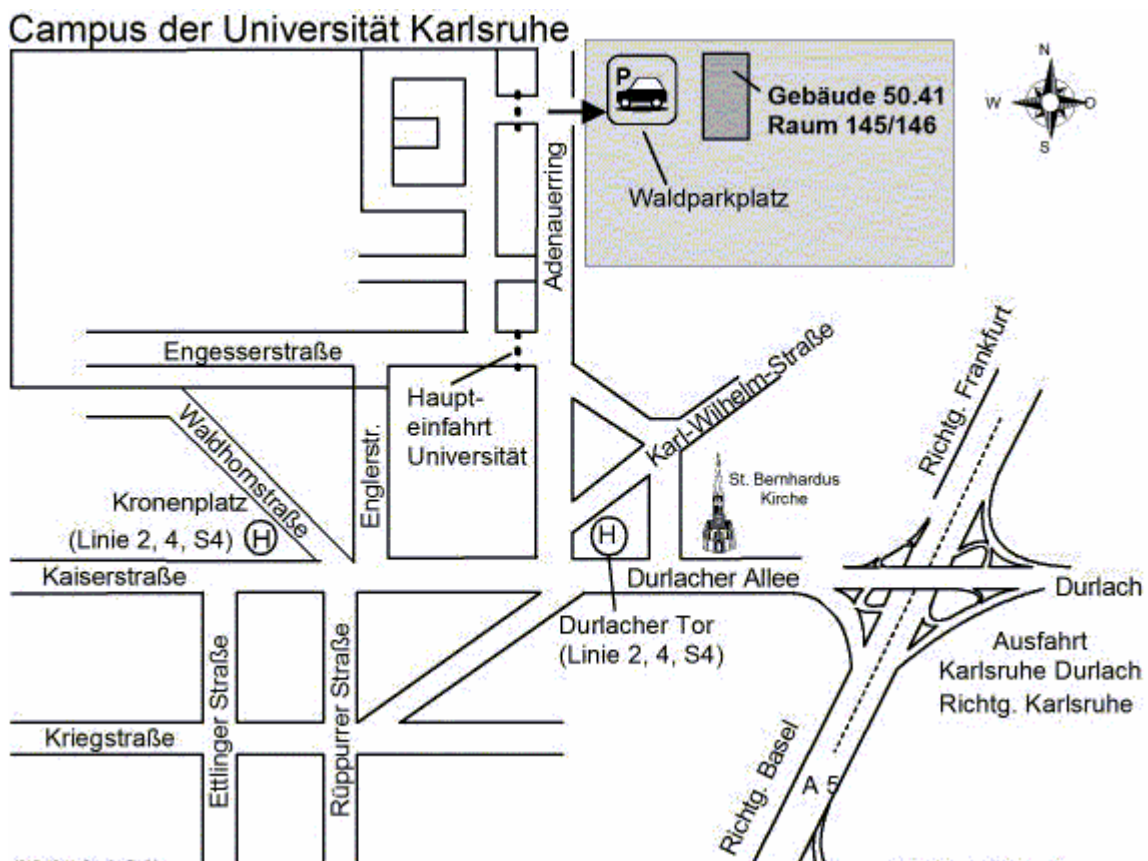 Campus der Universität Karlsruhe
P
Gebäude 50.41
Raum 145/146
Waldparkplatz
N
W
O
S
Adenauerring
Engesserstraße
Haupt-
einfahrt
Universität
Karl-Wilhelm-Straße
Richtg. Frankfurt
Waldhornstraße
Englerstr.
St. Bernhardus
Kirche
Kronenplatz
(Linie 2, 4, S4)
H
H
Kaiserstraße
Durlacher Allee
Durlach
Durlacher Tor
(Linie 2, 4, S4)
Ausfahrt
Karlsruhe Durlach
Richtg. Karlsruhe
Ettlinger Straße
Rüppurrer Straße
Kriegstraße
Richtg. Basel
A 5